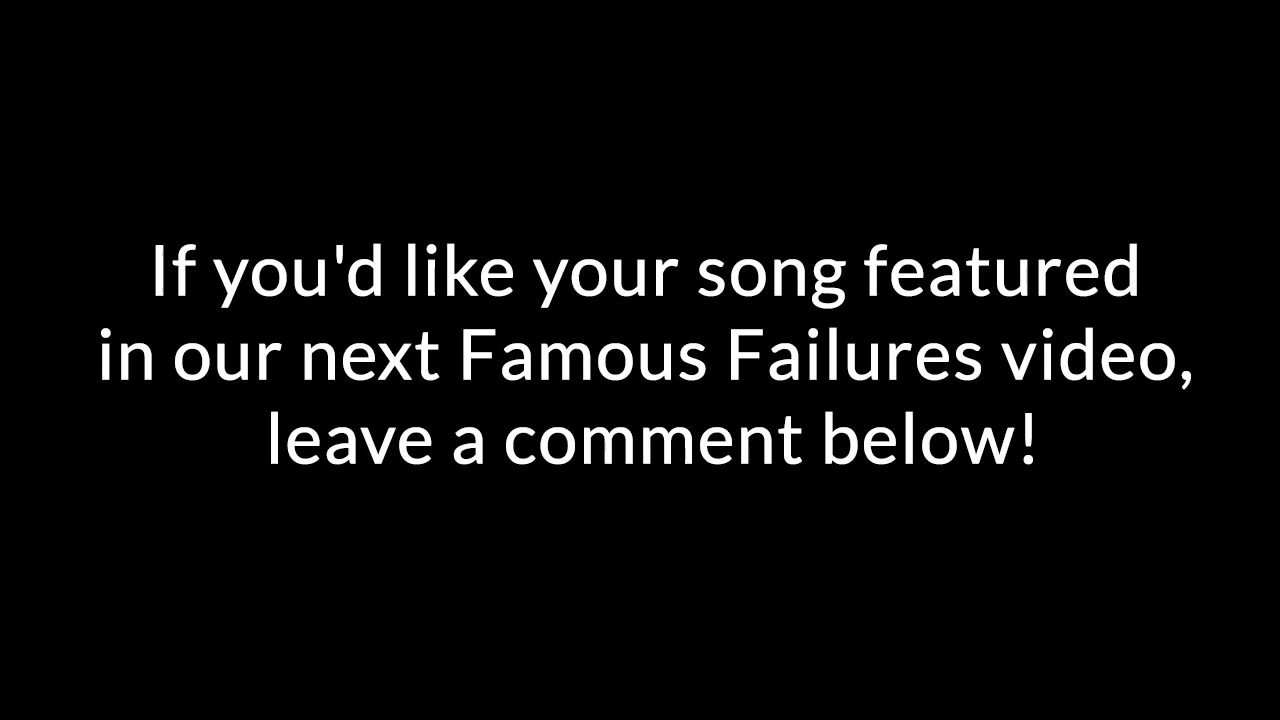 If you'd like your song featured
in our next Famous Failures video,
leave a comment below!